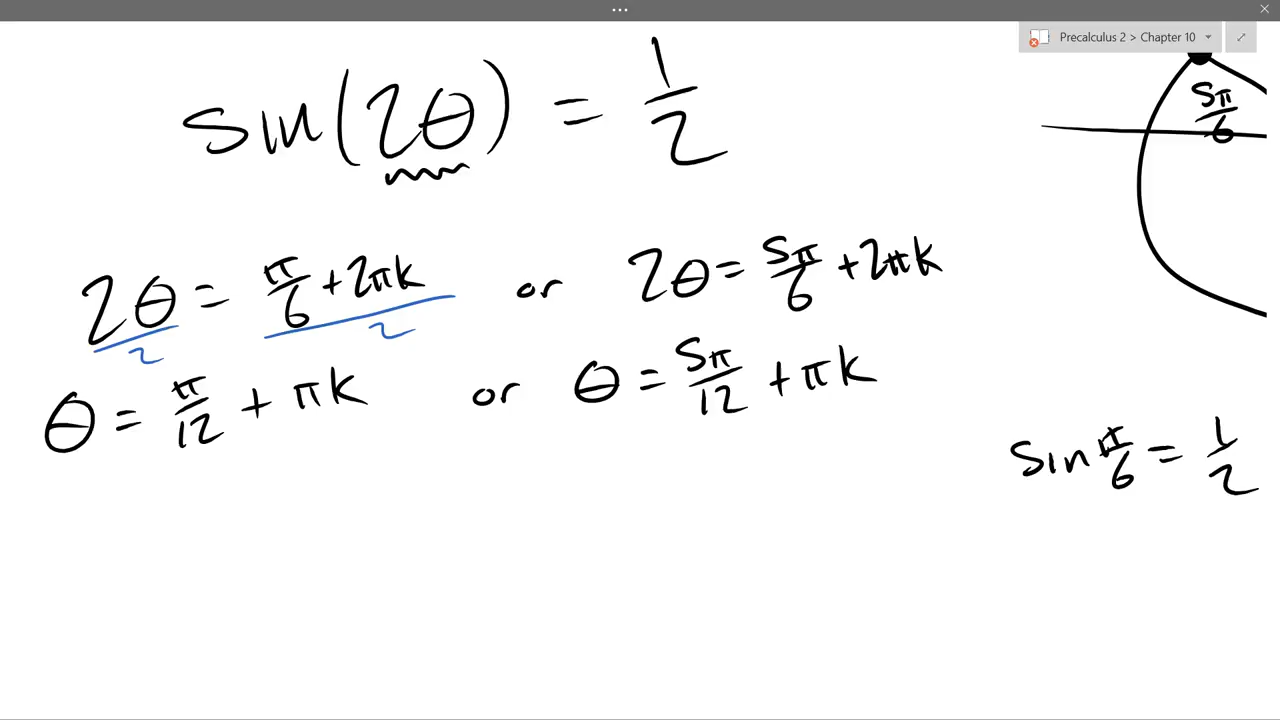 Precalculus 2 > Chapter 10
sin(2θ) = 1/2
5π/6
2θ = π/6 + 2πk or 2θ = 5π/6 + 2πk
2 2
θ = π/12 + πk or θ = 5π/12 + πk
sin π/6 = 1/2